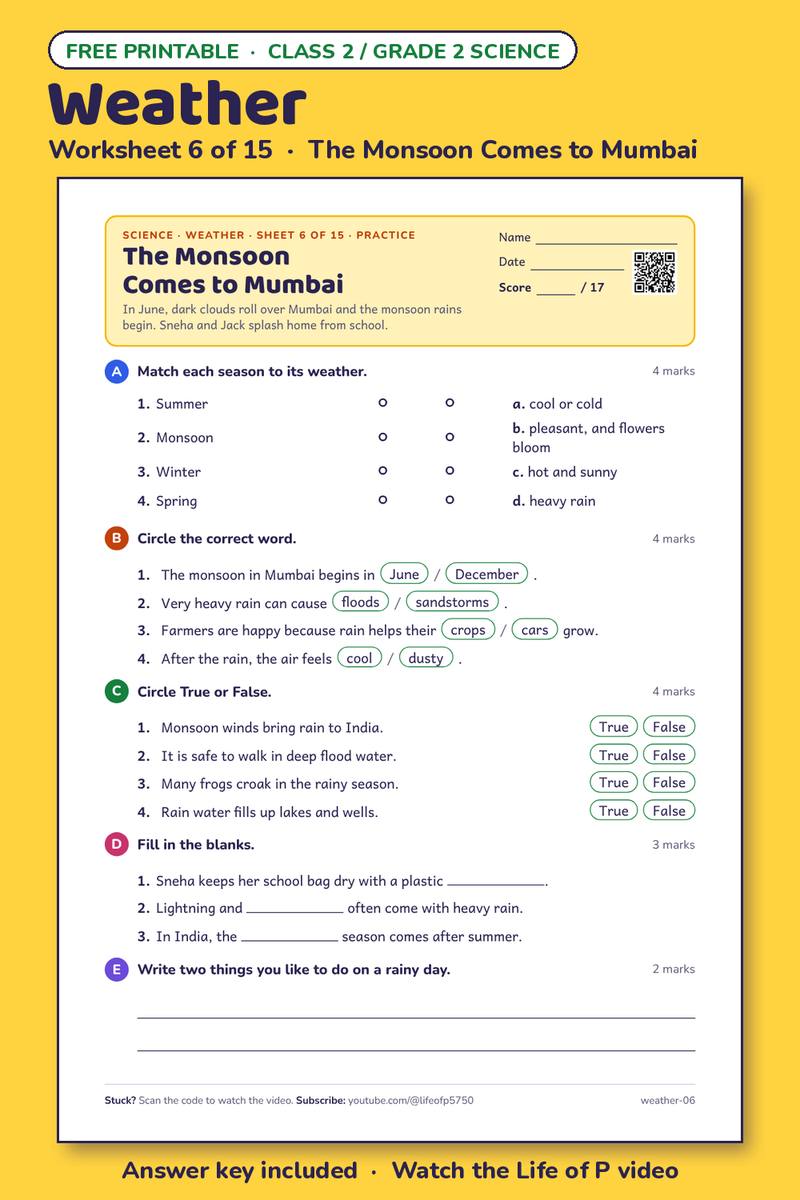 FREE PRINTABLE · CLASS 2 / GRADE 2 SCIENCE
Weather
Worksheet 6 of 15 · The Monsoon Comes to Mumbai
SCIENCE · WEATHER · SHEET 6 OF 15 · PRACTICE
The Monsoon
Comes to Mumbai
In June, dark clouds roll over Mumbai and the monsoon rains
begin. Sneha and Jack splash home from school.
Name ____________
Date ____________
Score ______ / 17
A Match each season to its weather. 4 marks
1. Summer a. cool or cold
2. Monsoon b. pleasant, and flowers
bloom
3. Winter c. hot and sunny
4. Spring d. heavy rain
B Circle the correct word. 4 marks
1. The monsoon in Mumbai begins in June / December .
2. Very heavy rain can cause floods / sandstorms .
3. Farmers are happy because rain helps their crops / cars grow.
4. After the rain, the air feels cool / dusty .
C Circle True or False. 4 marks
1. Monsoon winds bring rain to India. True False
2. It is safe to walk in deep flood water. True False
3. Many frogs croak in the rainy season. True False
4. Rain water fills up lakes and wells. True False
D Fill in the blanks. 3 marks
1. Sneha keeps her school bag dry with a plastic ____________.
2. Lightning and ____________ often come with heavy rain.
3. In India, the ____________ season comes after summer.
E Write two things you like to do on a rainy day. 2 marks
Stuck? Scan the code to watch the video. Subscribe: youtube.com/@lifeofp5750 weather-06
Answer key included · Watch the Life of P video